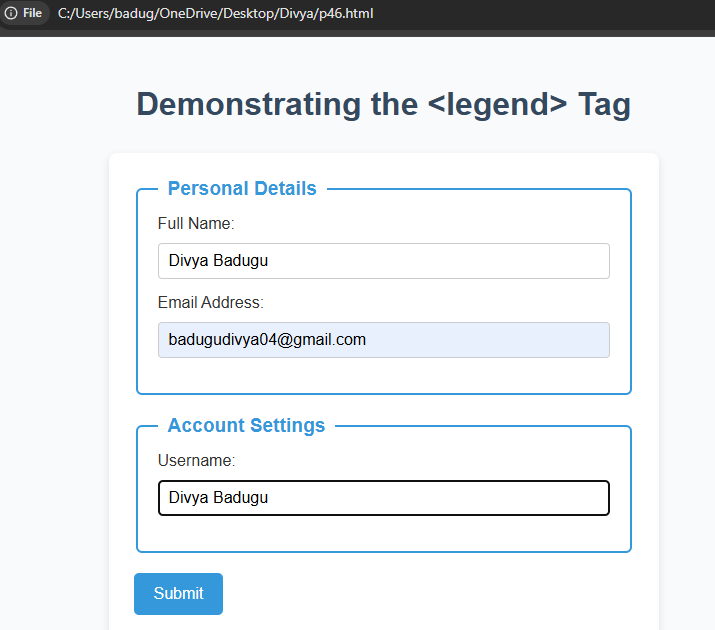 File C:/Users/badug/OneDrive/Desktop/Divya/p46.html
Demonstrating the <legend> Tag
Personal Details
Full Name:
Divya Badugu
Email Address:
badugudivya04@gmail.com
Account Settings
Username:
Divya Badugu
Submit